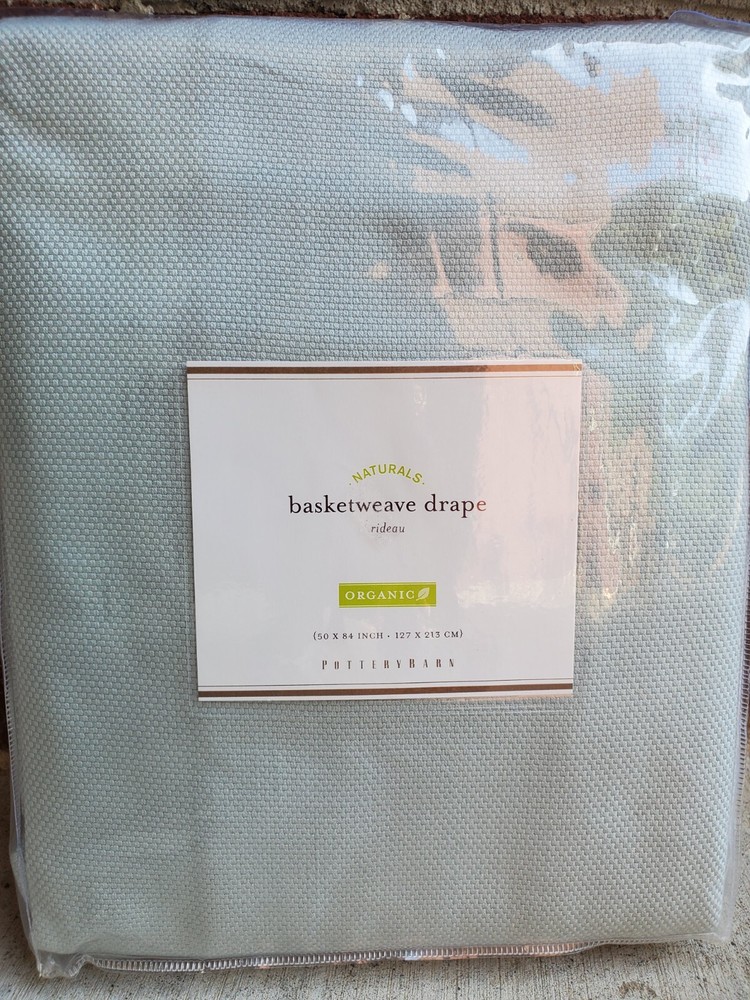 ·NATURALS·
basketweave drape
rideau
ORGANIC
(50 X 84 INCH · 127 X 213 CM)
POTTERYBARN